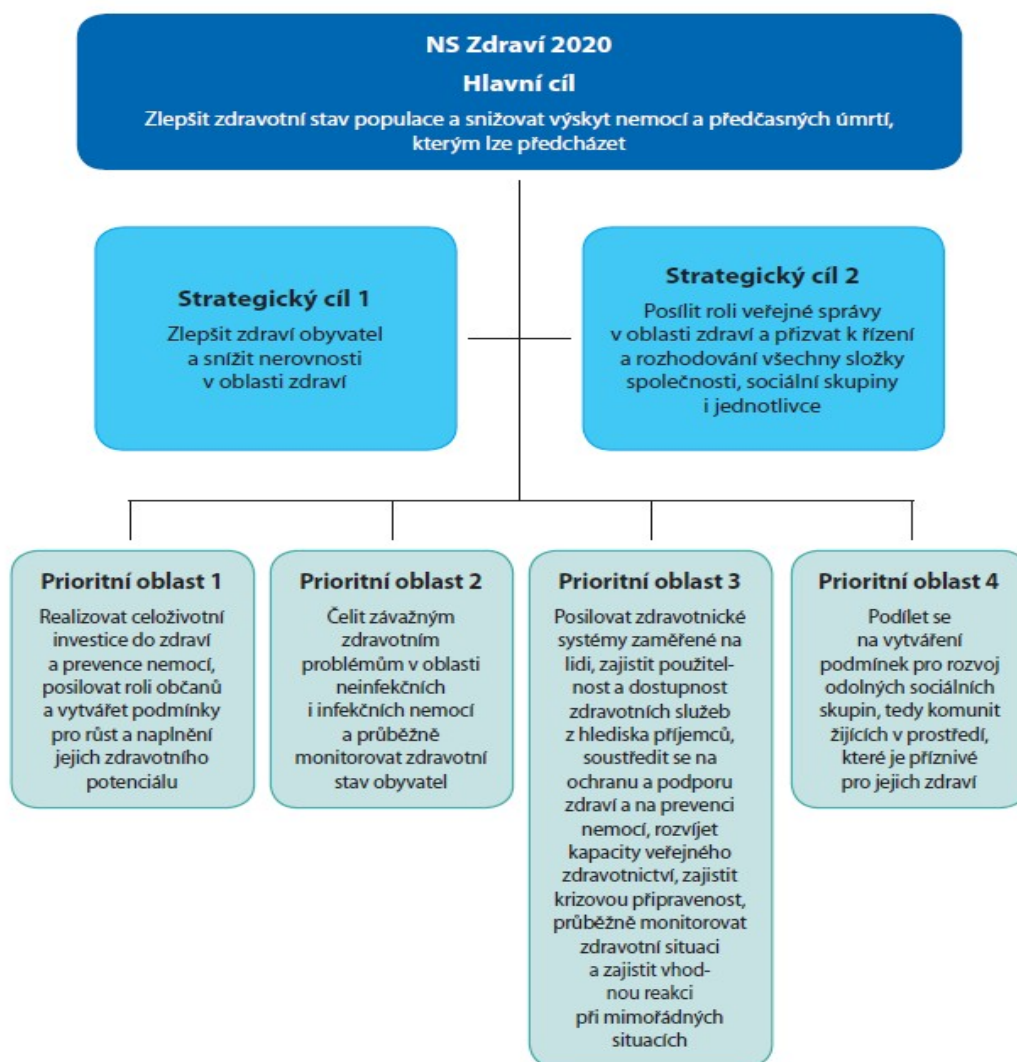 NS Zdraví 2020
Hlavní cíl
Zlepšit zdravotní stav populace a snižovat výskyt nemocí a předčasných úmrtí,
kterým lze předcházet
Strategický cíl 1
Zlepšit zdraví obyvatel
a snížit nerovnosti
v oblasti zdraví
Strategický cíl 2
Posílit roli veřejné správy
v oblasti zdraví a přizvat k řízení
a rozhodování všechny složky
společnosti, sociální skupiny
i jednotlivce
Prioritní oblast 1
Realizovat celoživotní
investice do zdraví
a prevence nemocí,
posilovat roli občanů
a vytvářet podmínky
pro růst a naplnění
jejich zdravotního
potenciálu
Prioritní oblast 2
Čelit závažným
zdravotním
problémům v oblasti
neinfekčních
i infekčních nemocí
a průběžně
monitorovat zdravotní
stav obyvatel
Prioritní oblast 3
Posilovat zdravotnické
systémy zaměřené na
lidi, zajistit použitel-
nost a dostupnost
zdravotních služeb
z hlediska příjemců,
soustředit se na
ochranu a podporu
zdraví a na prevenci
nemocí, rozvíjet
kapacity veřejného
zdravotnictví, zajistit
krizovou připravenost,
průběžně monitorovat
zdravotní situaci
a zajistit vhod-
nou reakci
při mimořádných
situacích
Prioritní oblast 4
Podílet se
na vytváření
podmínek pro rozvoj
odolných sociálních
skupin, tedy komunit
žijících v prostředí,
které je příznivé
pro jejich zdraví